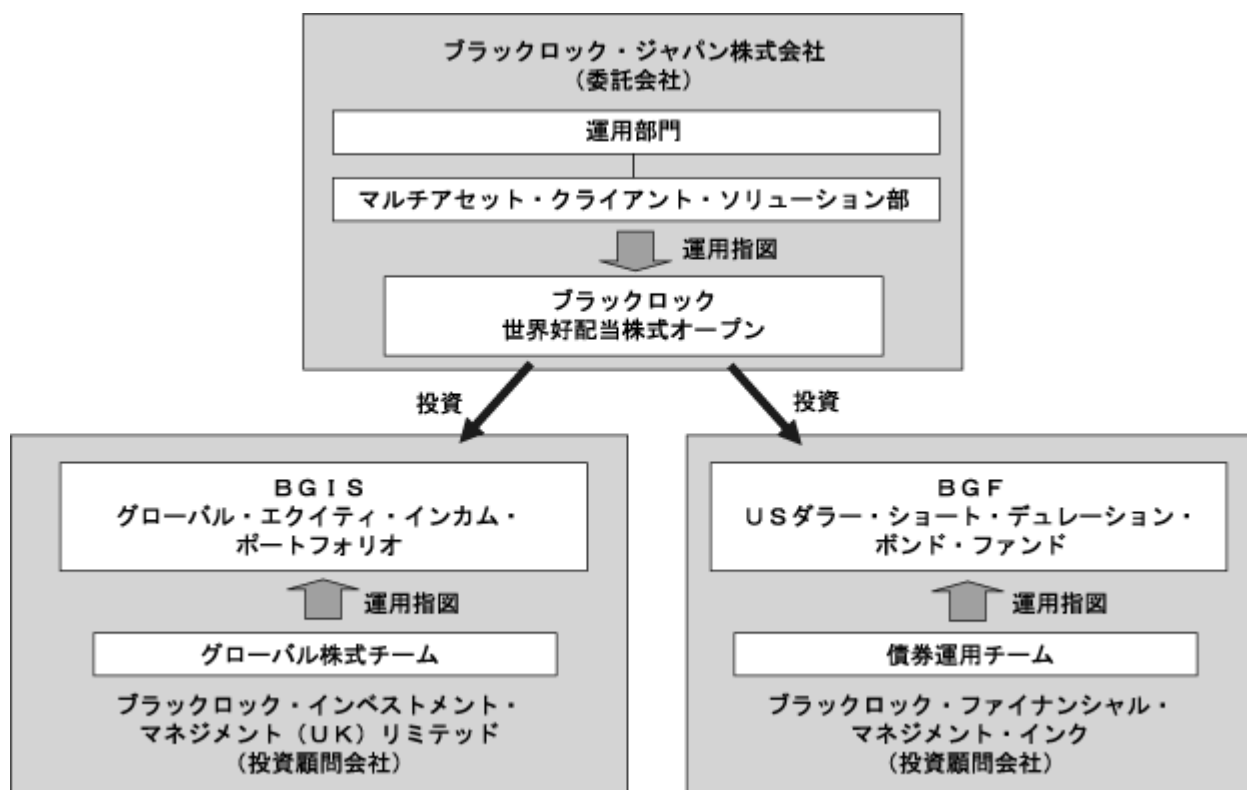 ブラックロック・ジャパン株式会社
（委託会社）
運用部門
マルチアセット・クライアント・ソリューション部
運用指図
ブラックロック
世界好配当株式オープン
投資
投資
ＢＧＩＳ
グローバル・エクイティ・インカム・
ポートフォリオ
運用指図
グローバル株式チーム
ブラックロック・インベストメント・
マネジメント（ＵＫ）リミテッド
（投資顧問会社）
ＢＧＦ
ＵＳダラー・ショート・デュレーション・
ボンド・ファンド
運用指図
債券運用チーム
ブラックロック・ファイナンシャル・
マネジメント・インク
（投資顧問会社）